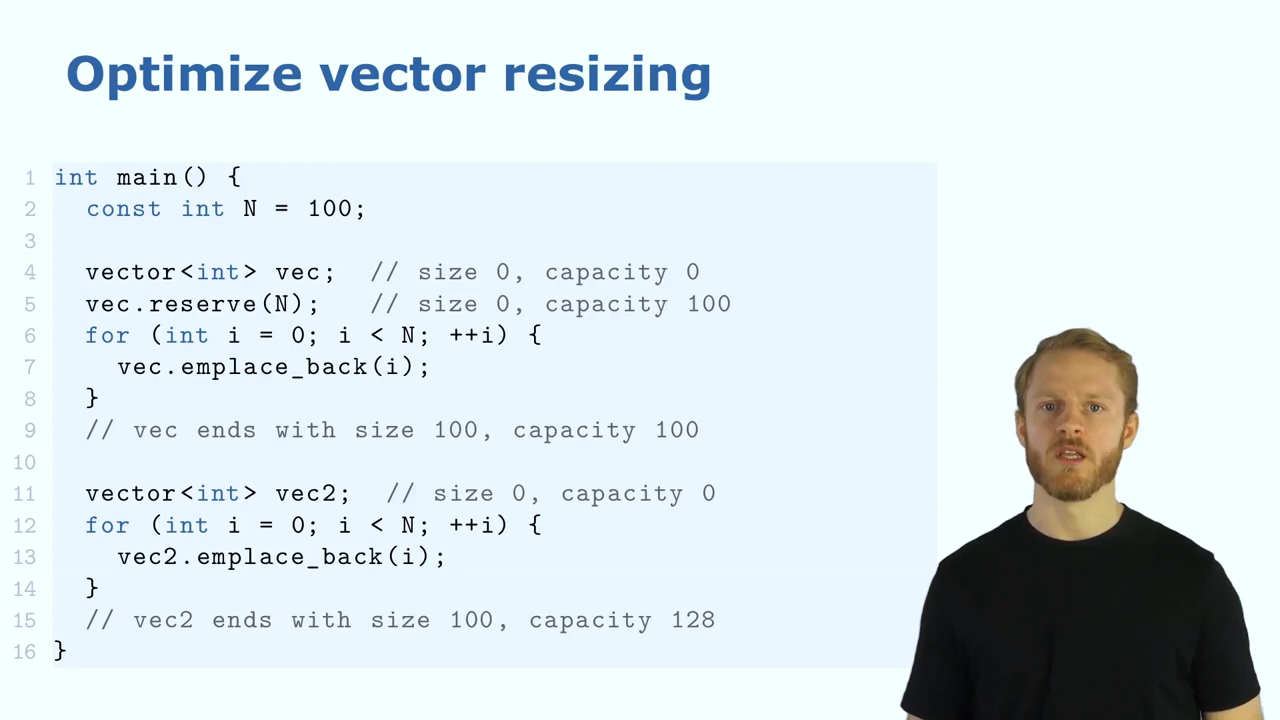 Optimize vector resizing
1 int main() {
2   const int N = 100;
3
4   vector<int> vec;  // size 0, capacity 0
5   vec.reserve(N);   // size 0, capacity 100
6   for (int i = 0; i < N; ++i) {
7     vec.emplace_back(i);
8   }
9   // vec ends with size 100, capacity 100
10
11   vector<int> vec2;  // size 0, capacity 0
12   for (int i = 0; i < N; ++i) {
13     vec2.emplace_back(i);
14   }
15   // vec2 ends with size 100, capacity 128
16 }